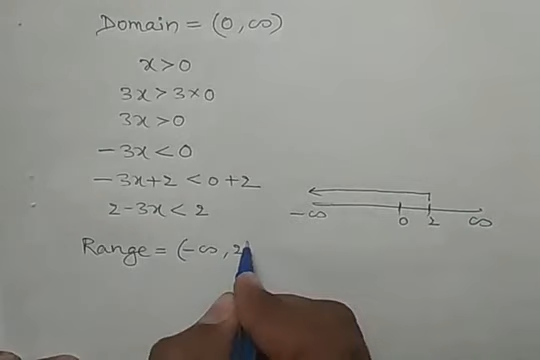 Domain = (0, ∞)
x > 0
3x > 3×0
3x > 0
-3x < 0
-3x+2 < 0+2
2-3x < 2
-∞ 0 2 ∞
Range = (-∞, 2